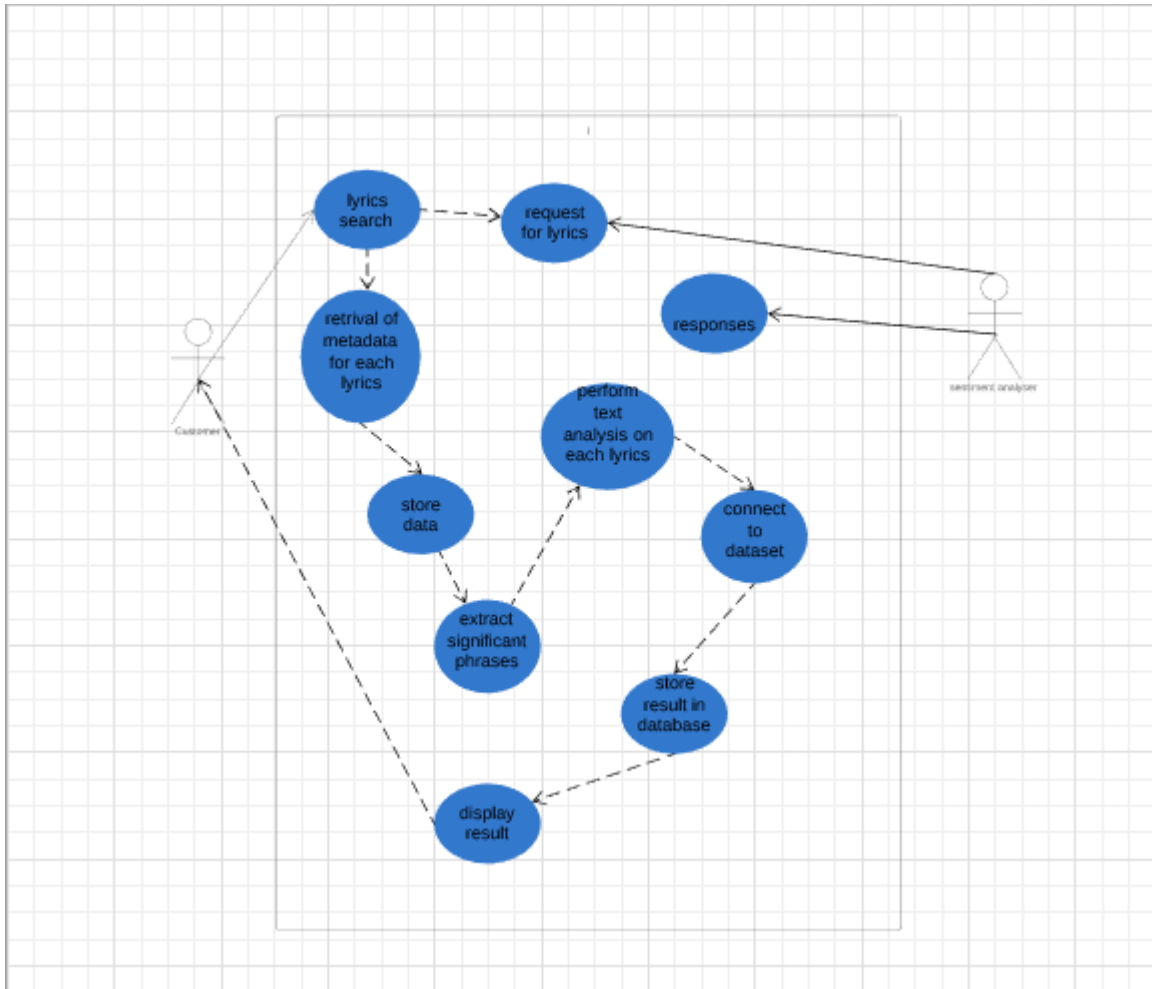 lyrics
search
request
for lyrics
retrival of
metadata
for each
lyrics
responses
sentiment analyser
Customer
perform
text
analysis on
each lyrics
store
data
connect
to
dataset
extract
significant
phrases
store
result in
database
display
result